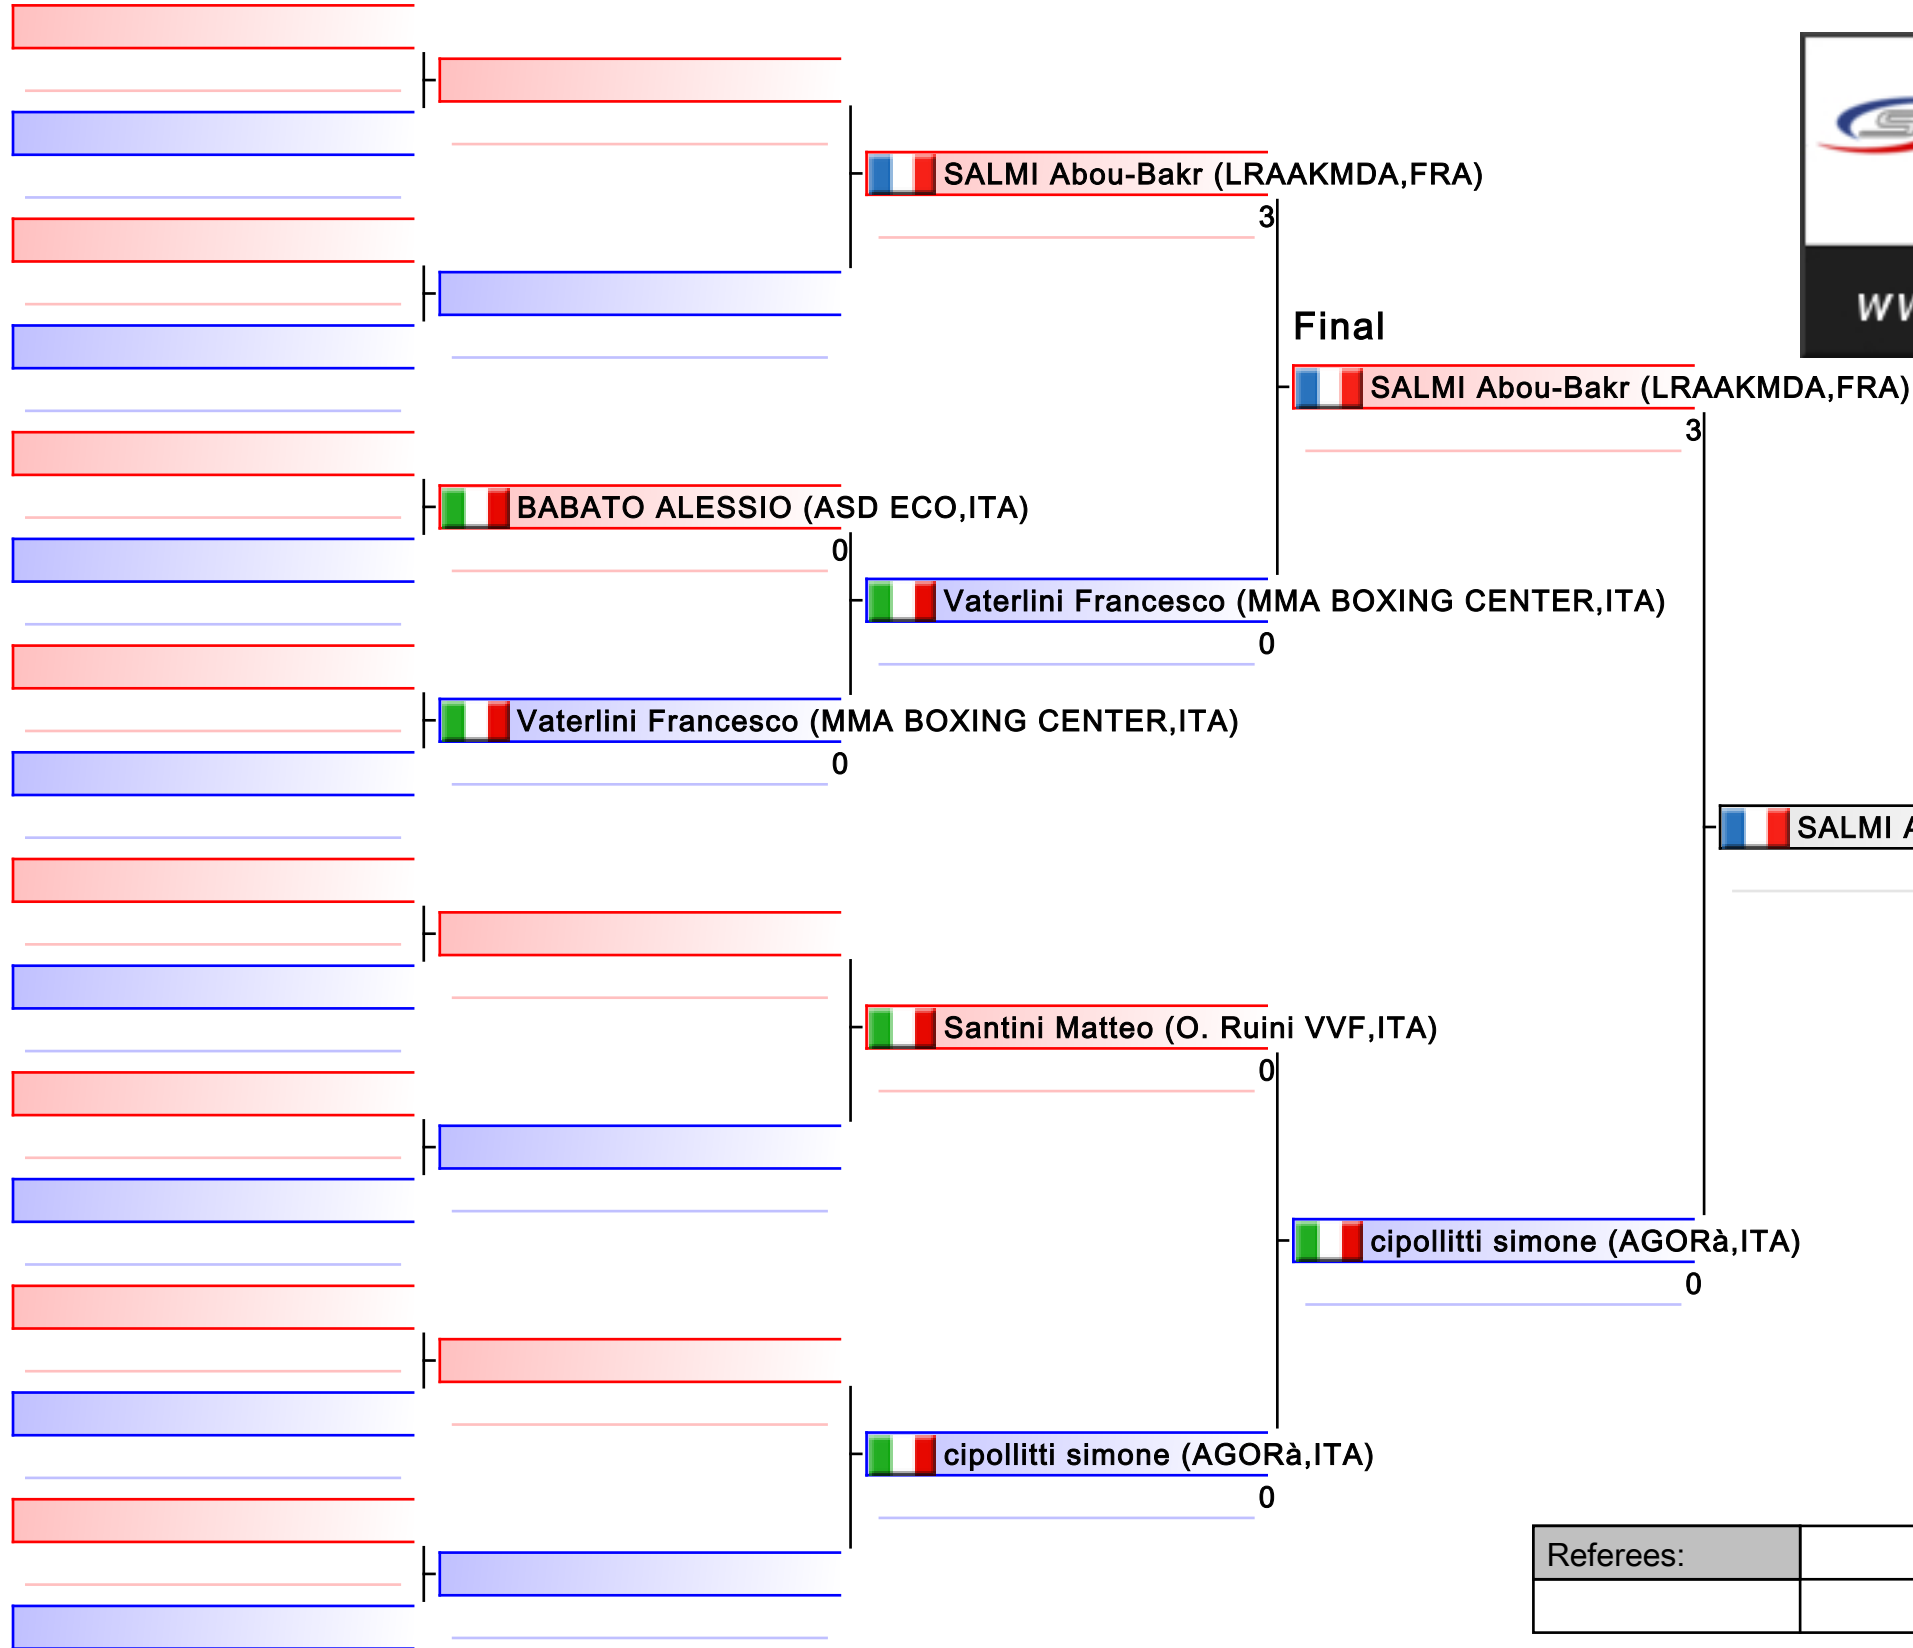 SALMI Abou-Bakr (LRAAKMDA,FRA)
3
Final
SALMI Abou-Bakr (LRAAKMDA,FRA)
3
BABATO ALESSIO (ASD ECO,ITA)
0
Vaterlini Francesco (MMA BOXING CENTER,ITA)
0
Vaterlini Francesco (MMA BOXING CENTER,ITA)
0
SALMI
Santini Matteo (O. Ruini VVF,ITA)
0
cipollitti simone (AGORà,ITA)
0
cipollitti simone (AGORà,ITA)
0
Referees: